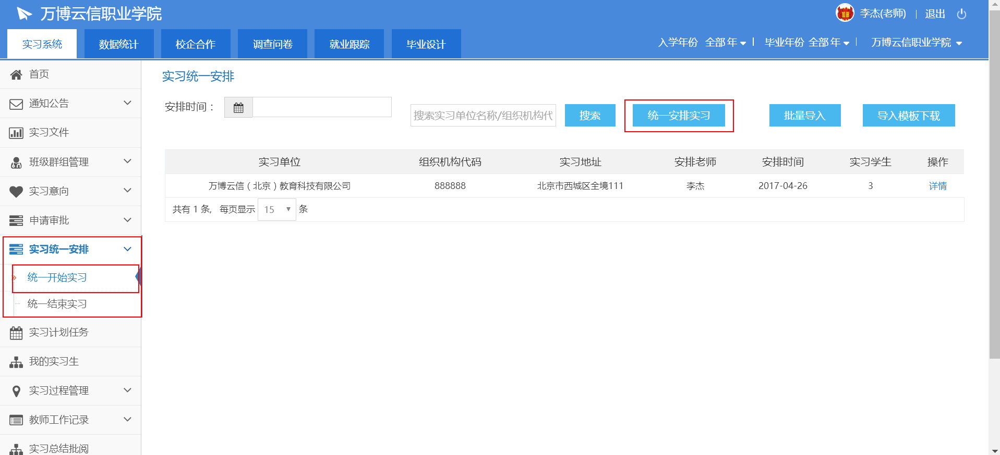 万博云信职业学院
李杰(老师) | 退出
实习系统 数据统计 校企合作 调查问卷 就业跟踪 毕业设计
入学年份 全部 年 | 毕业年份 全部 年 | 万博云信职业学院
首页
通知公告
实习文件
班级群组管理
实习意向
申请审批
实习统一安排
统一开始实习
统一结束实习
实习计划任务
我的实习生
实习过程管理
教师工作记录
实习总结批阅
实习统一安排
安排时间： 搜索实习单位名称/组织机构代 搜索 统一安排实习 批量导入 导入模板下载
实习单位 组织机构代码 实习地址 安排老师 安排时间 实习学生 操作
万博云信（北京）教育科技有限公司 888888 北京市西城区全境111 李杰 2017-04-26 3 详情
共有 1 条, 每页显示 15 条